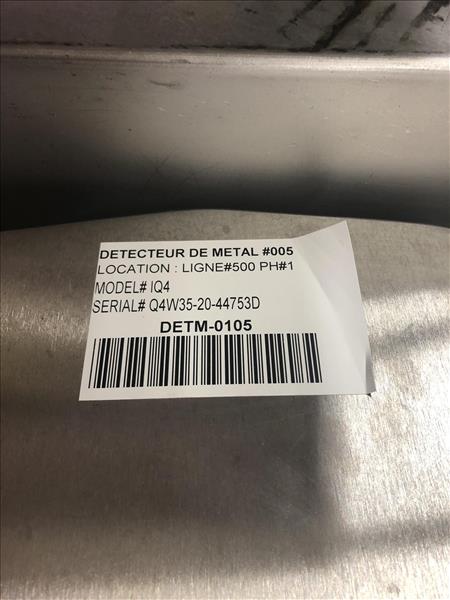 DETECTEUR DE METAL #005
LOCATION : LIGNE#500 PH#1
MODEL# IQ4
SERIAL# Q4W35-20-44753D
DETM-0105